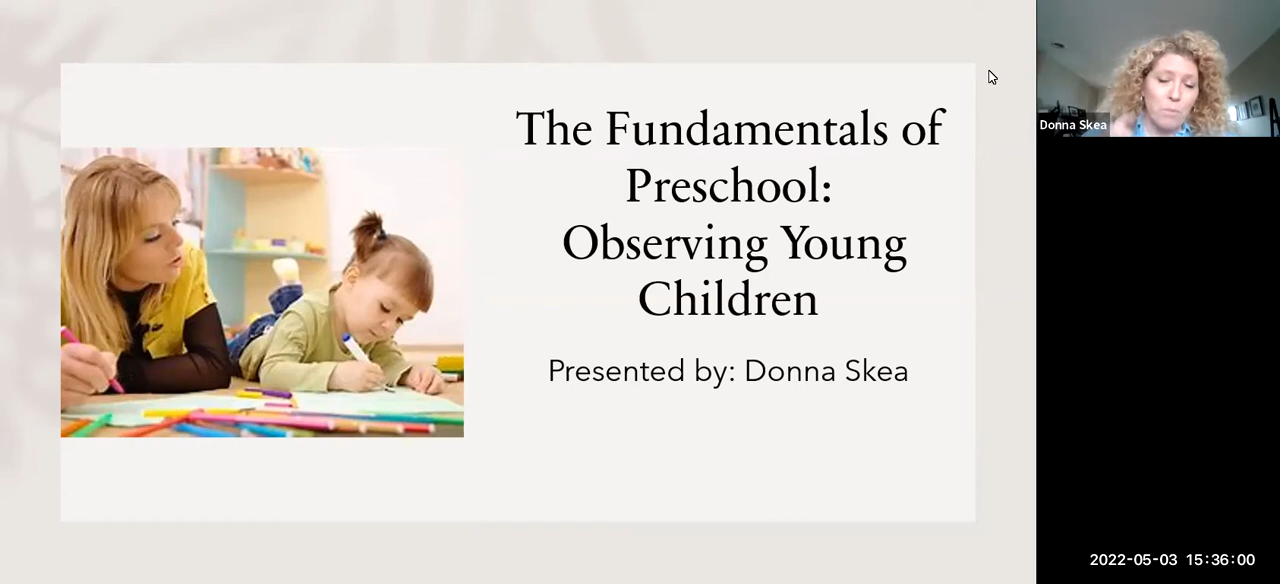 The Fundamentals of
Preschool:
Observing Young
Children
Presented by: Donna Skea
Donna Skea
2022-05-03 15:36:00